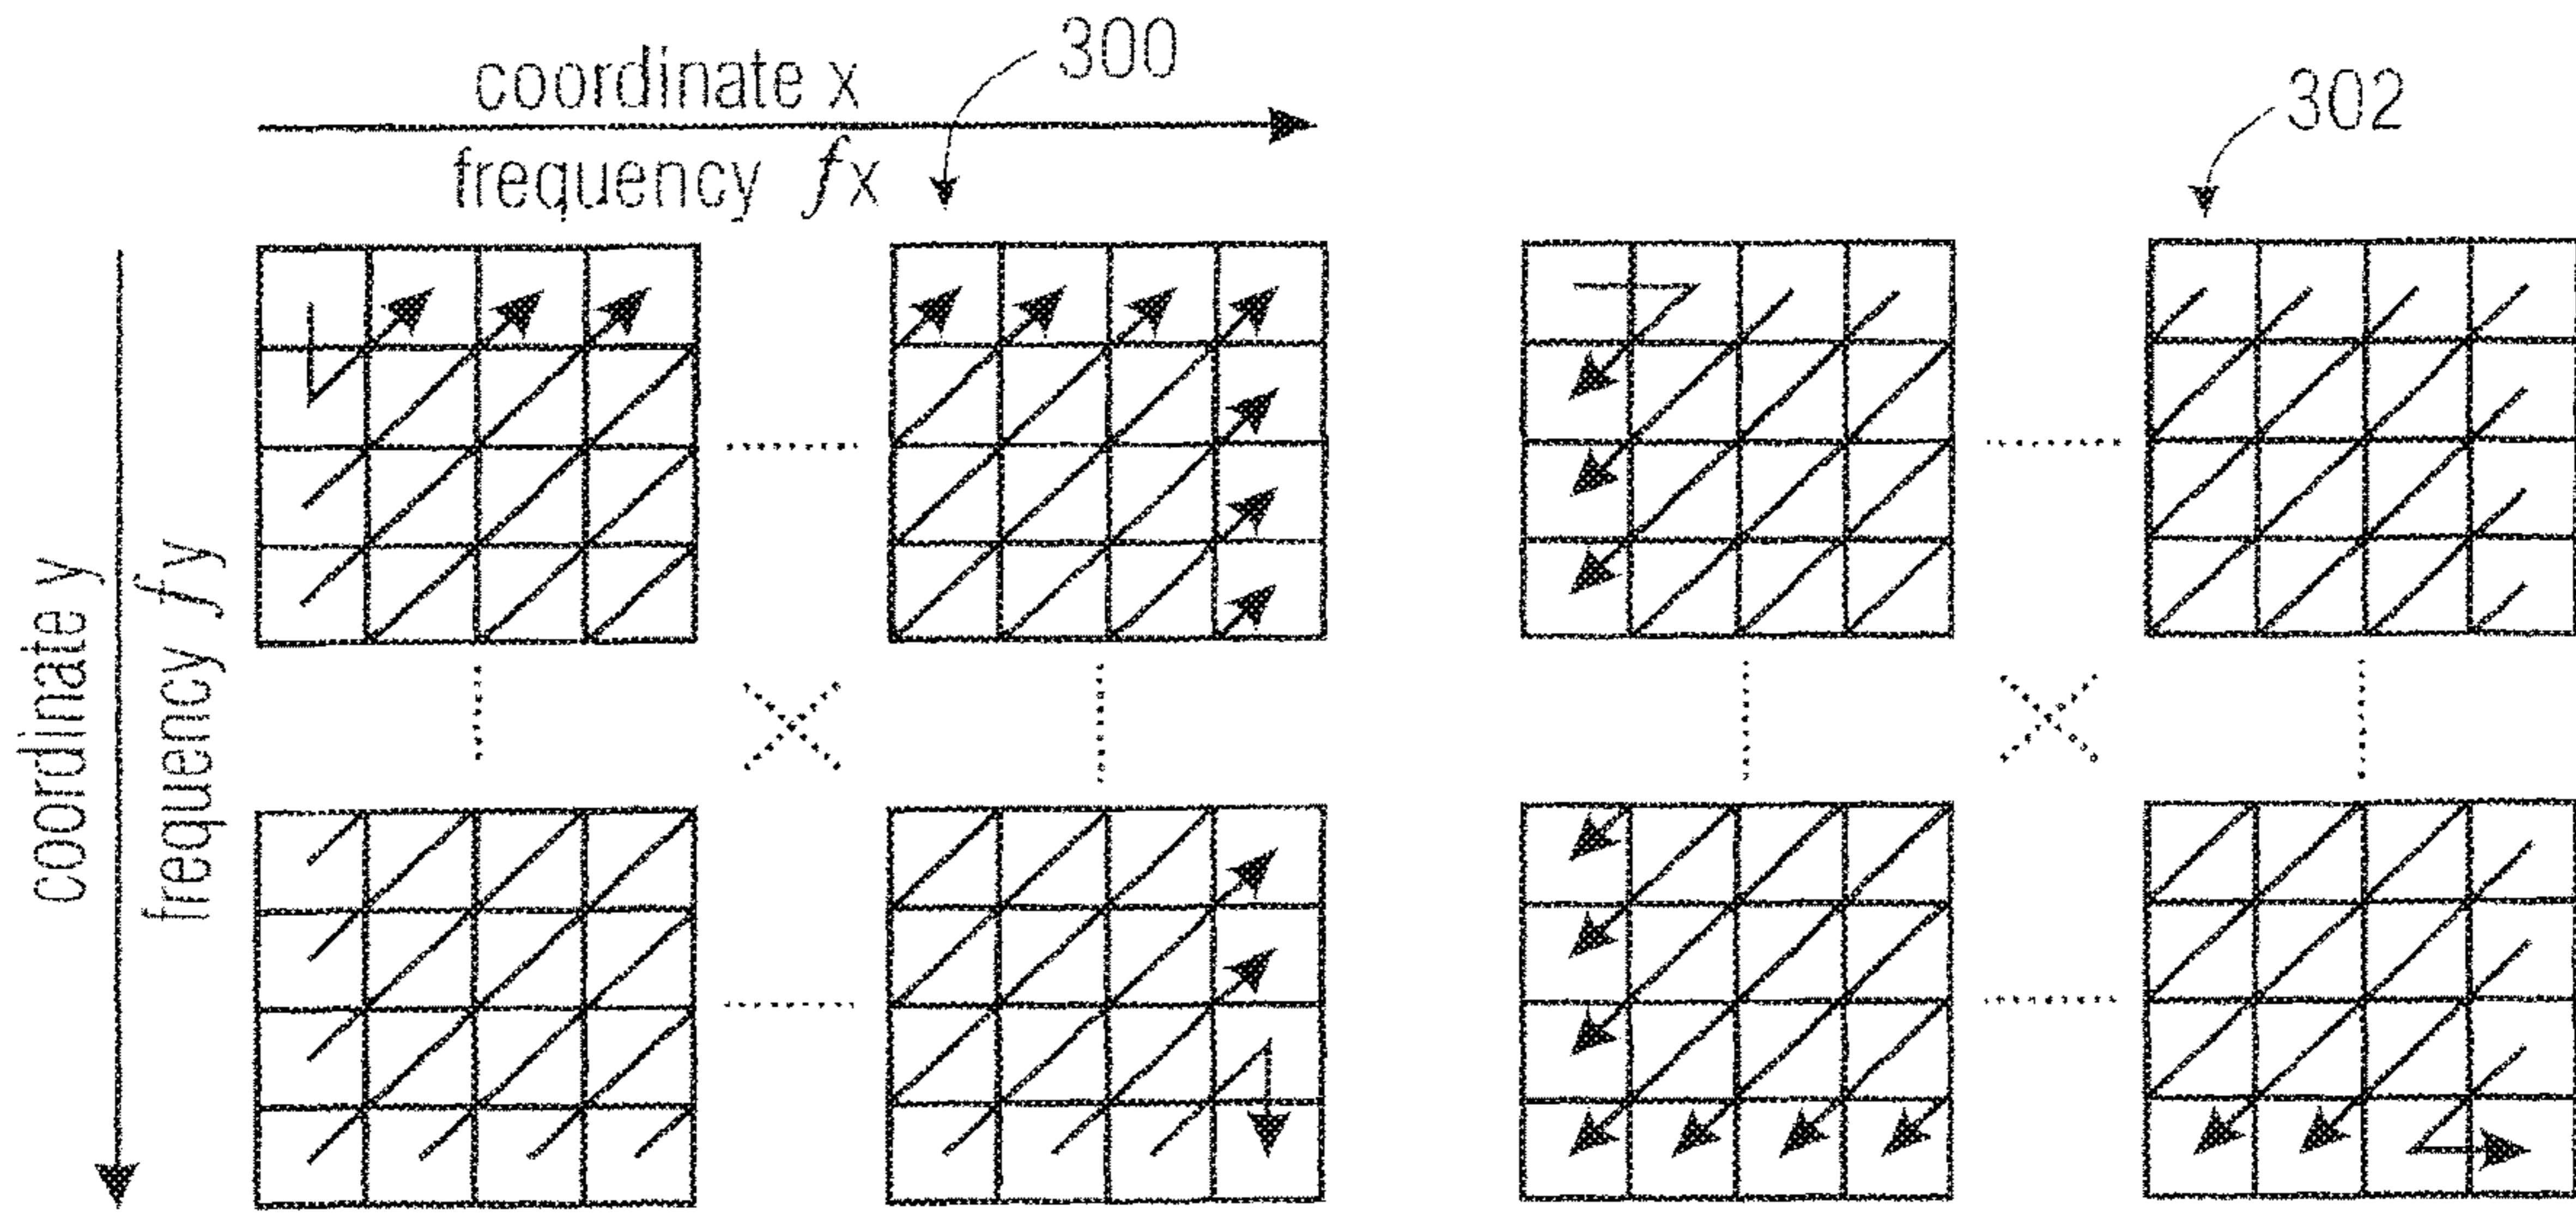 coordinate x
300
frequency fx
302
coordinate y
frequency fy